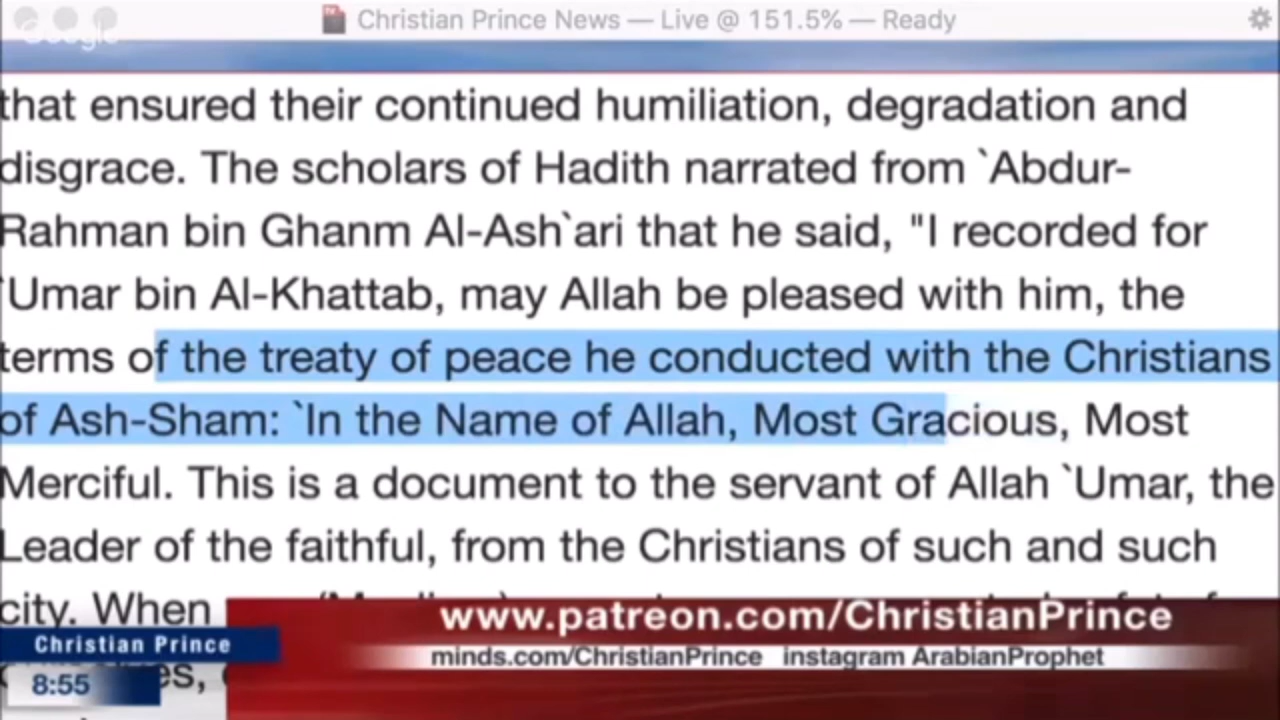 Christian Prince News — Live @ 151.5% — Ready
Google
that ensured their continued humiliation, degradation and
disgrace. The scholars of Hadith narrated from `Abdur-
Rahman bin Ghanm Al-Ash`ari that he said, "I recorded for
`Umar bin Al-Khattab, may Allah be pleased with him, the
terms of the treaty of peace he conducted with the Christians
of Ash-Sham: `In the Name of Allah, Most Gracious, Most
Merciful. This is a document to the servant of Allah `Umar, the
Leader of the faithful, from the Christians of such and such
city. When
www.patreon.com/ChristianPrince
Christian Prince
minds.com/ChristianPrince instagram ArabianProphet
8:55